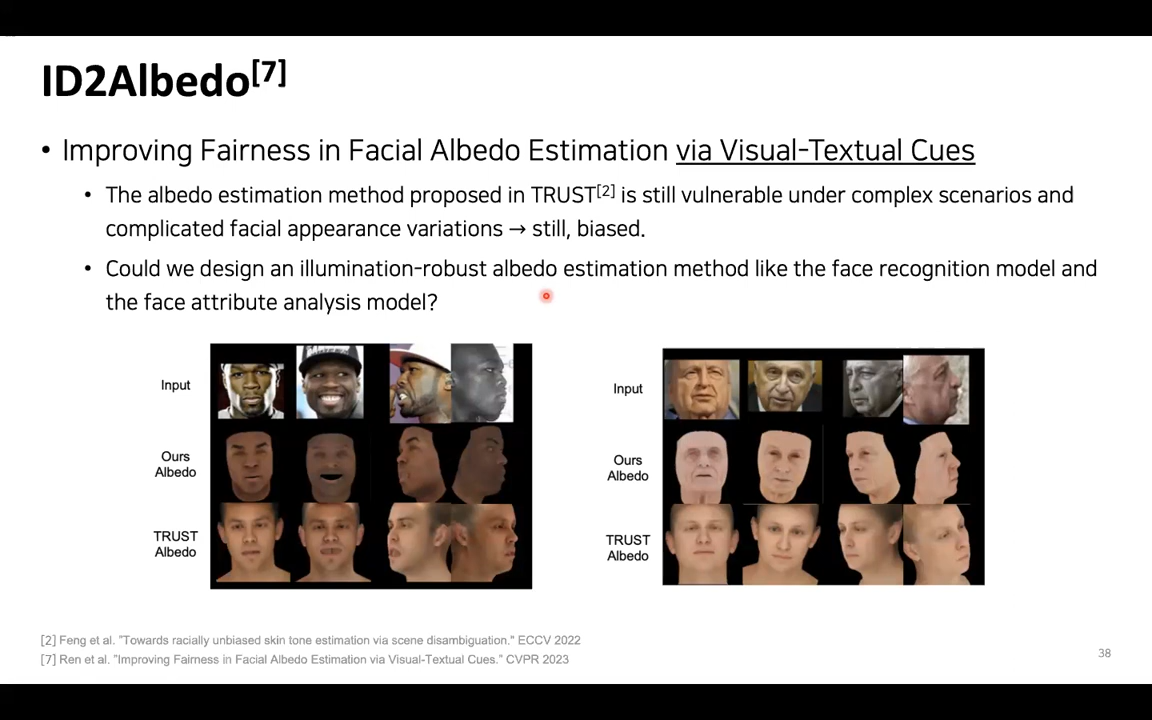 ID2Albedo[7]
• Improving Fairness in Facial Albedo Estimation via Visual-Textual Cues
• The albedo estimation method proposed in TRUST[2] is still vulnerable under complex scenarios and
complicated facial appearance variations → still, biased.
• Could we design an illumination-robust albedo estimation method like the face recognition model and
the face attribute analysis model?
Input
Ours
Albedo
TRUST
Albedo
Input
Ours
Albedo
TRUST
Albedo
[2] Feng et al. "Towards racially unbiased skin tone estimation via scene disambiguation." ECCV 2022
[7] Ren et al. "Improving Fairness in Facial Albedo Estimation via Visual-Textual Cues." CVPR 2023
38